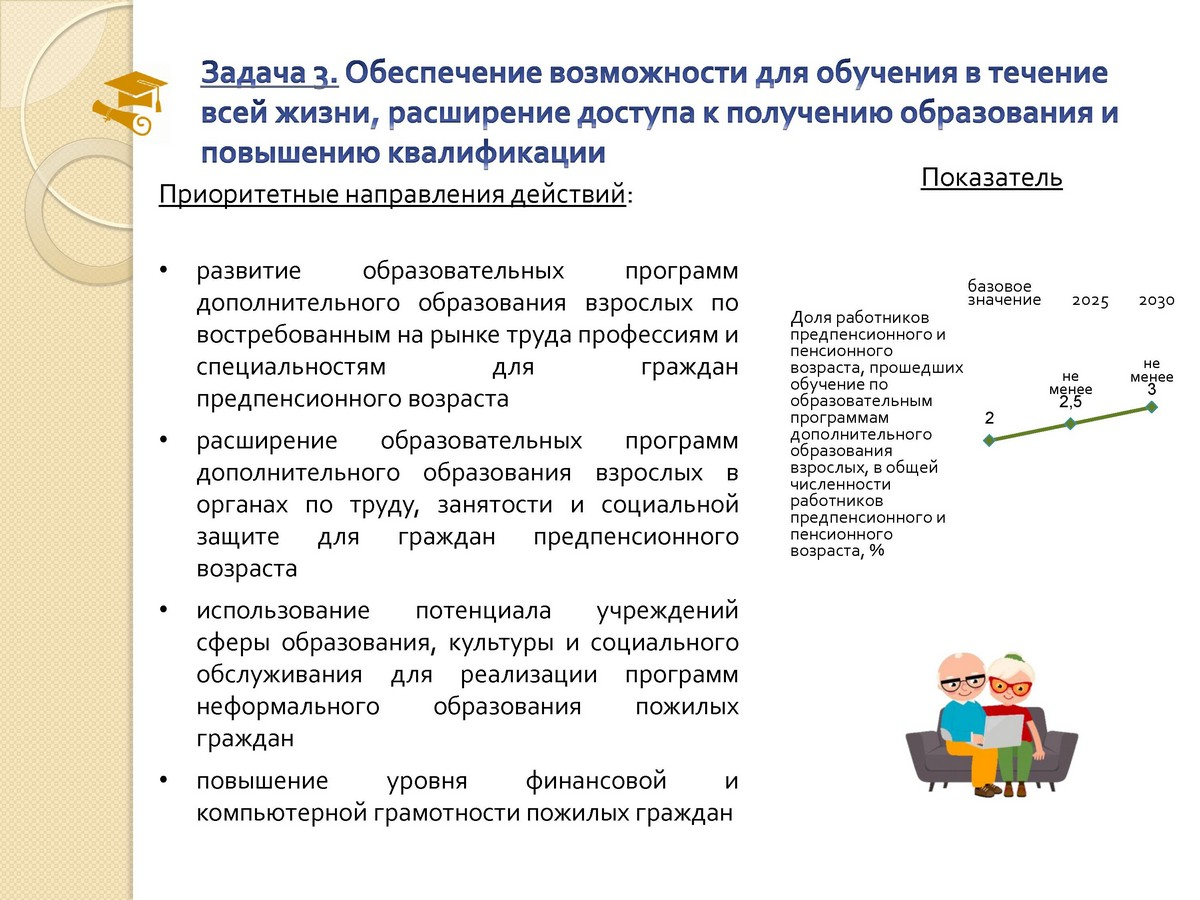 Задача 3. Обеспечение возможности для обучения в течение
всей жизни, расширение доступа к получению образования и
повышению квалификации
Приоритетные направления действий:
• развитие образовательных программ
дополнительного образования взрослых по
востребованным на рынке труда профессиям и
специальностям для граждан
предпенсионного возраста
• расширение образовательных программ
дополнительного образования взрослых в
органах по труду, занятости и социальной
защите для граждан предпенсионного
возраста
• использование потенциала учреждений
сферы образования, культуры и социального
обслуживания для реализации программ
неформального образования пожилых
граждан
• повышение уровня финансовой и
компьютерной грамотности пожилых граждан
Показатель
базовое
значение 2025 2030
Доля работников
предпенсионного и
пенсионного
возраста, прошедших
обучение по
образовательным
программам
дополнительного
образования
взрослых, в общей
численности
работников
предпенсионного и
пенсионного
возраста, %
2
не
менее
2,5
не
менее
3